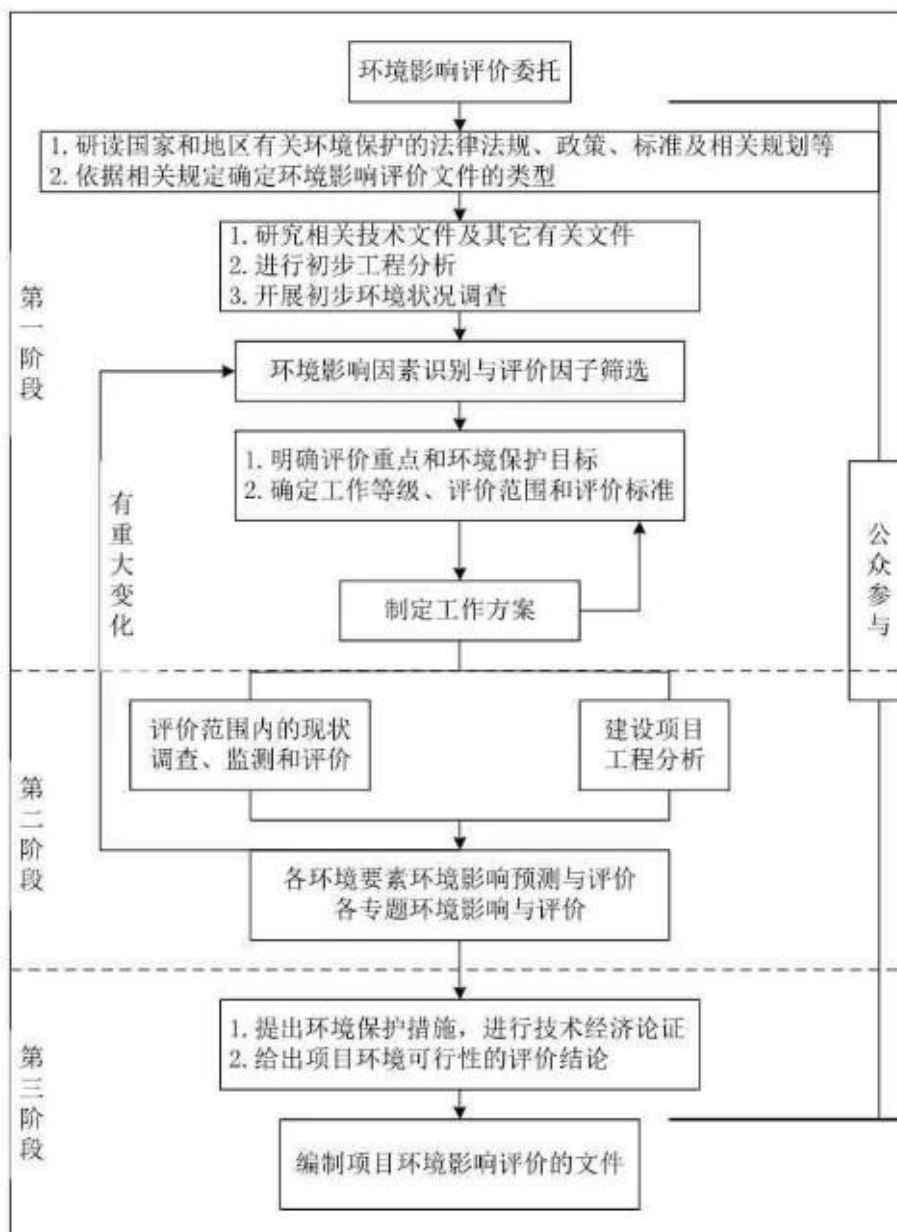 环境影响评价委托
1. 研读国家和地区有关环境保护的法律法规、政策、标准及相关规划等
2. 依据相关规定确定环境影响评价文件的类型
1. 研究相关技术文件及其它有关文件
2. 进行初步工程分析
3. 开展初步环境状况调查
第一阶段
环境影响因素识别与评价因子筛选
1. 明确评价重点和环境保护目标
2. 确定工作等级、评价范围和评价标准
有重大变化
公众参与
制定工作方案
评价范围内的现状
调查、监测和评价
建设项目
工程分析
第二阶段
各环境要素环境影响预测与评价
各专题环境影响与评价
1. 提出环境保护措施，进行技术经济论证
2. 给出项目环境可行性的评价结论
第三阶段
编制项目环境影响评价的文件